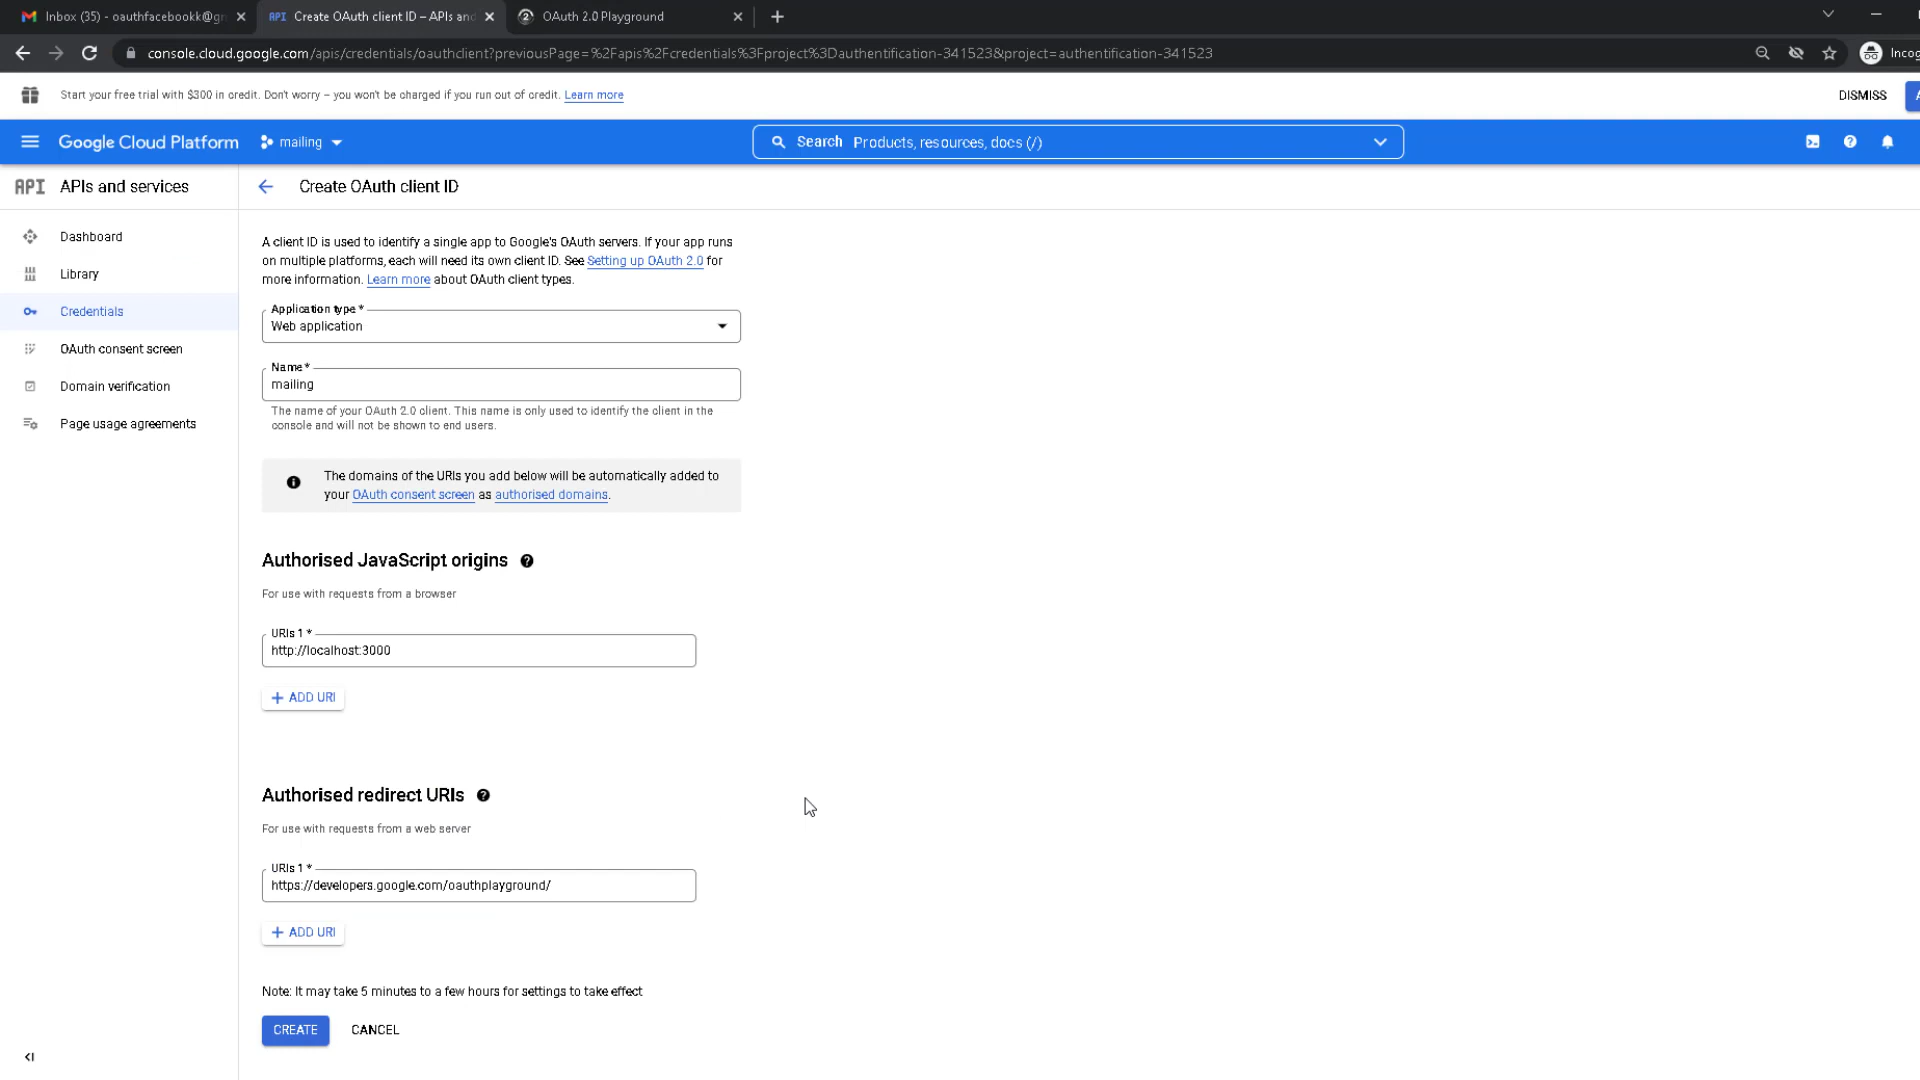 Inbox (35) - oauthfacebookk@gm
Create OAuth client ID – APIs and
OAuth 2.0 Playground
console.cloud.google.com/apis/credentials/oauthclient?previousPage=%2Fapis%2Fcredentials%3Fproject%3Dauthentification-341523&project=authentification-341523
Incog
Start your free trial with $300 in credit. Don't worry – you won't be charged if you run out of credit. Learn more
DISMISS
Google Cloud Platform
mailing
Search Products, resources, docs (/)
API APIs and services
Create OAuth client ID
Dashboard
Library
Credentials
OAuth consent screen
Domain verification
Page usage agreements
A client ID is used to identify a single app to Google's OAuth servers. If your app runs
on multiple platforms, each will need its own client ID. See Setting up OAuth 2.0 for
more information. Learn more about OAuth client types.
Application type *
Web application
Name *
mailing
The name of your OAuth 2.0 client. This name is only used to identify the client in the
console and will not be shown to end users.
The domains of the URIs you add below will be automatically added to
your OAuth consent screen as authorised domains.
Authorised JavaScript origins
For use with requests from a browser
URIs 1 *
http://localhost:3000
+ ADD URI
Authorised redirect URIs
For use with requests from a web server
URIs 1 *
https://developers.google.com/oauthplayground/
+ ADD URI
Note: It may take 5 minutes to a few hours for settings to take effect
CREATE
CANCEL